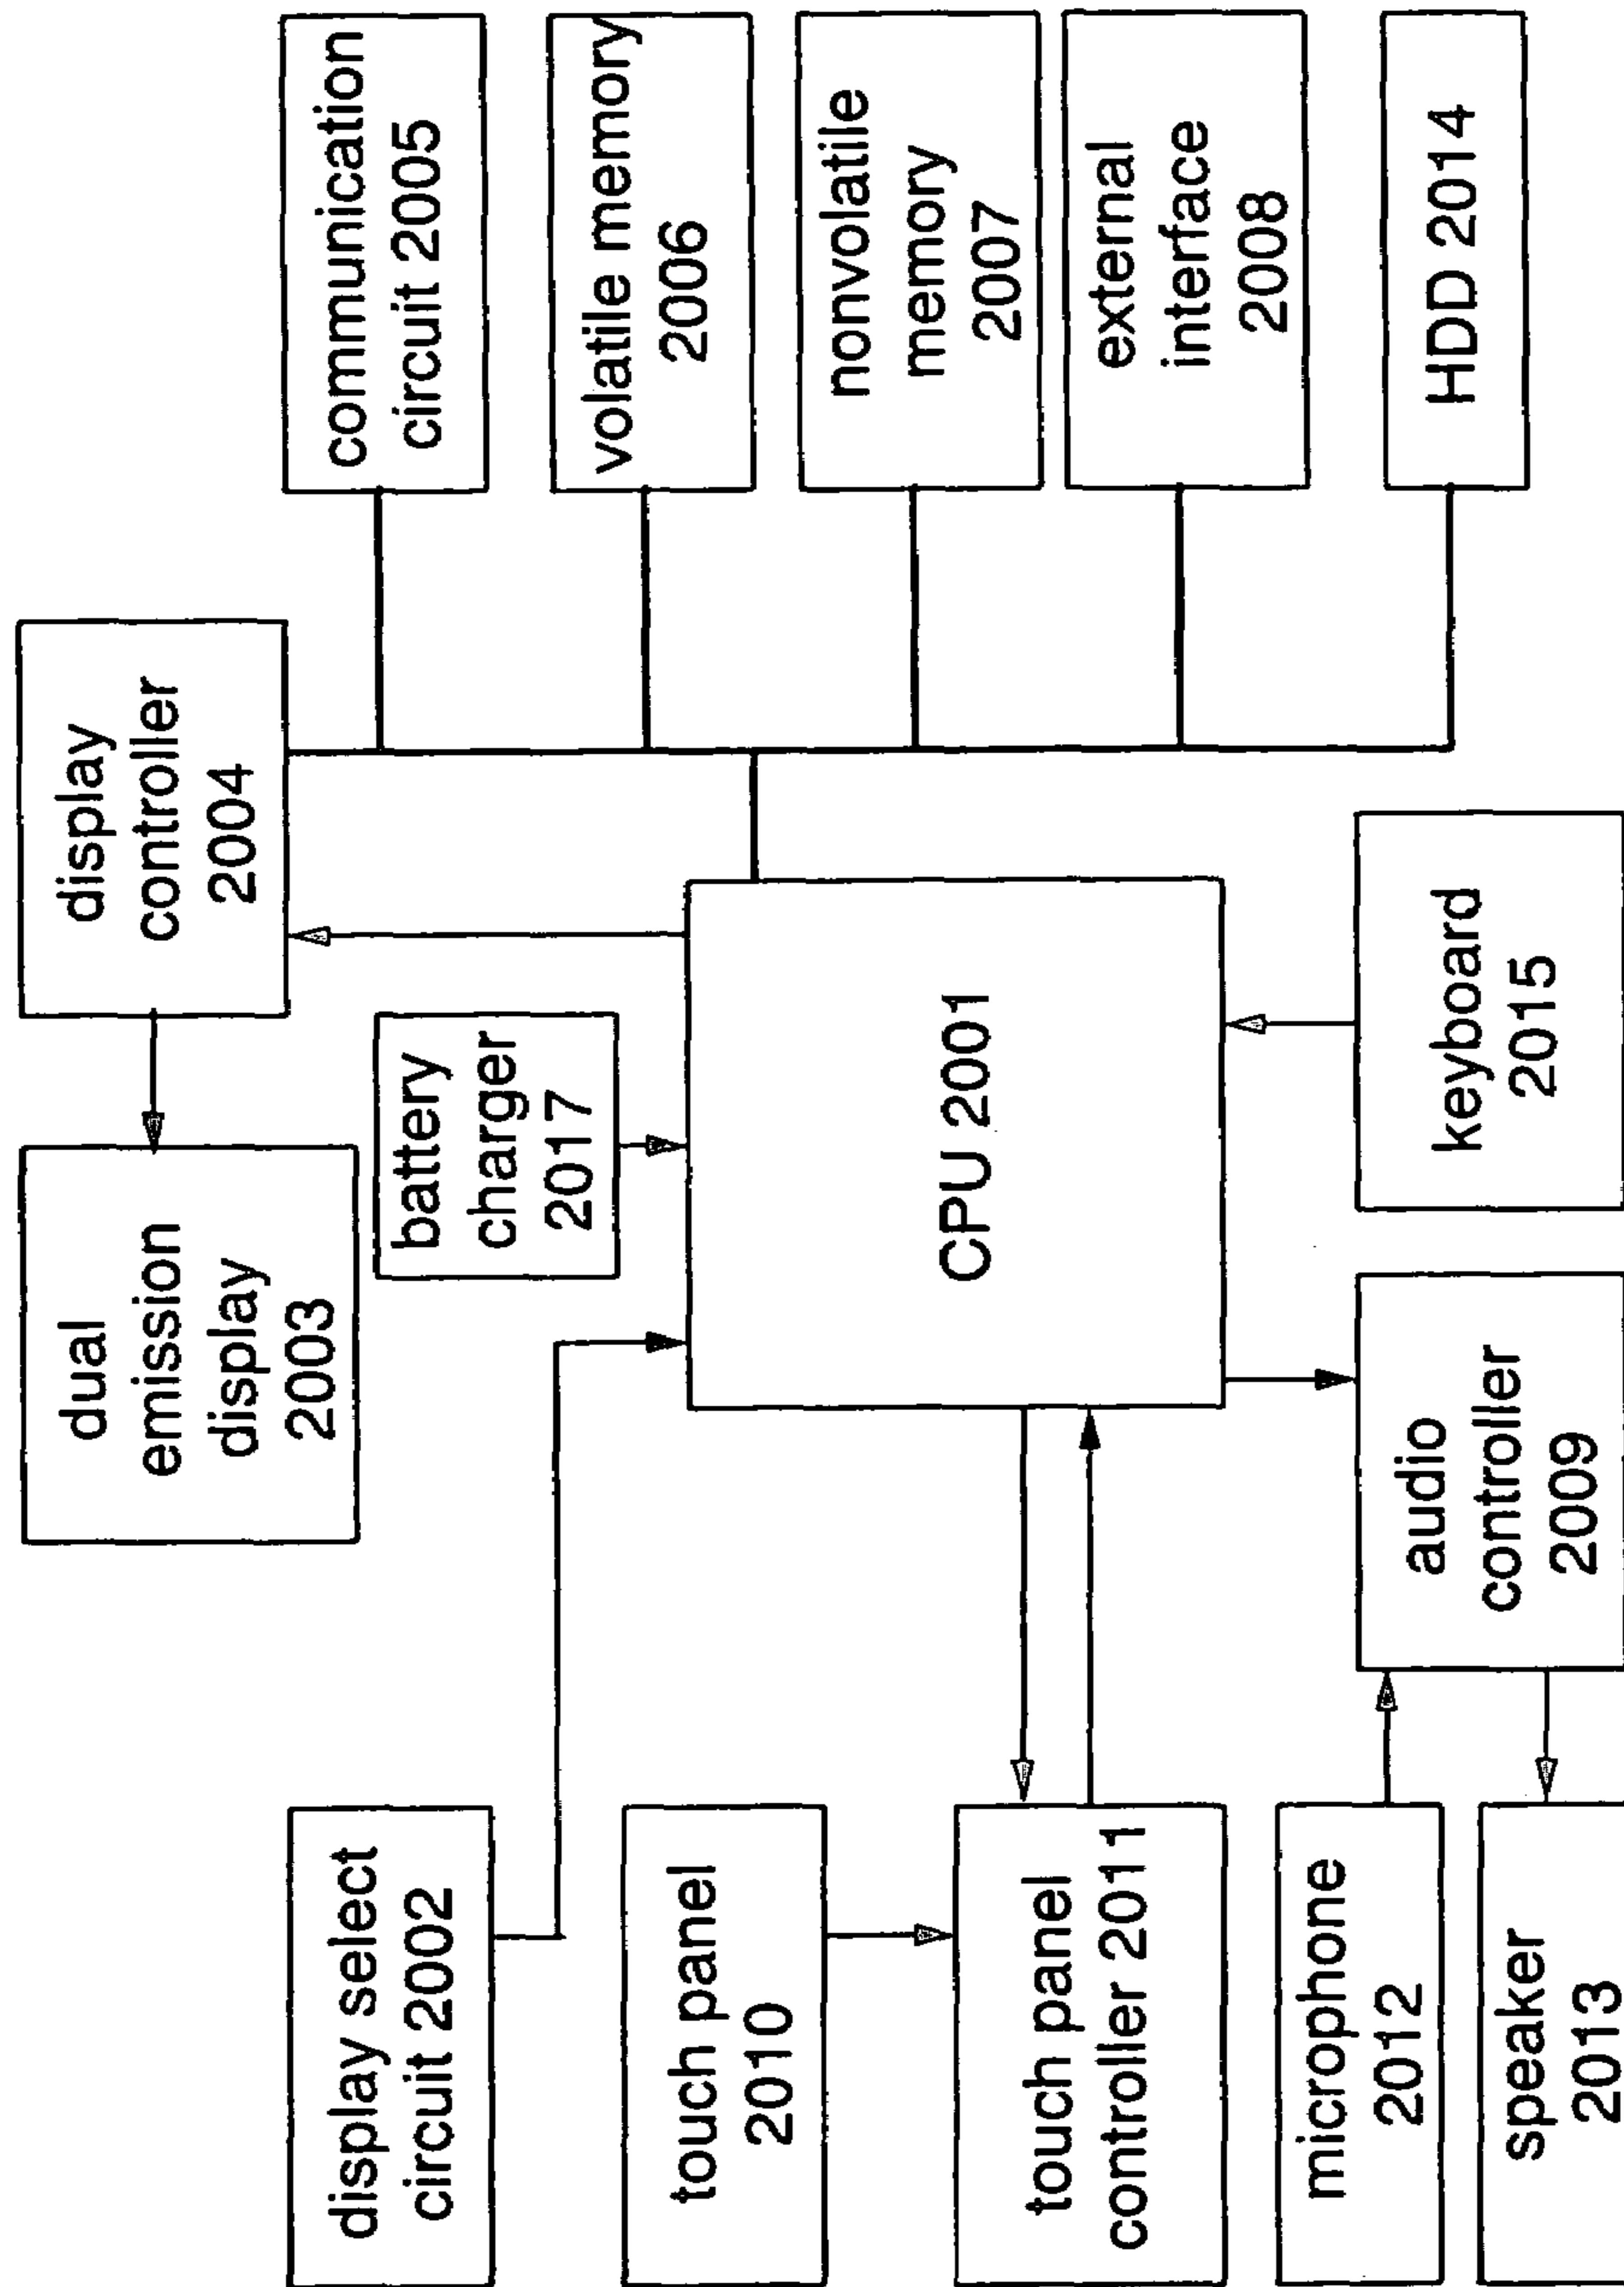 dual
emission
display
2003
display
controller
2004
display select
circuit 2002
battery
charger
2017
communication
circuit 2005
touch panel
2010
volatile memory
2006
touch panel
controller 2011
CPU 2001
nonvolatile
memory
2007
external
interface
2008
microphone
2012
speaker
2013
audio
controller
2009
keyboard
2015
HDD 2014